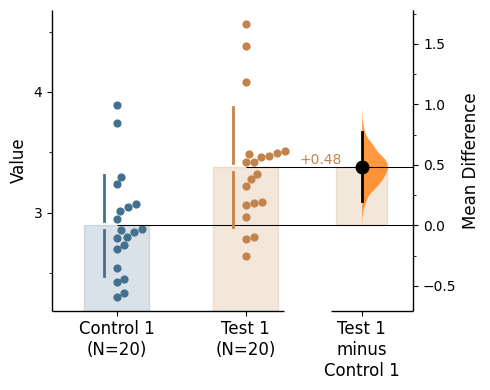 Value
4
3
+0.48
1.5
1.0
0.5
0.0
−0.5
Mean Difference
Control 1
(N=20)
Test 1
(N=20)
Test 1
minus
Control 1